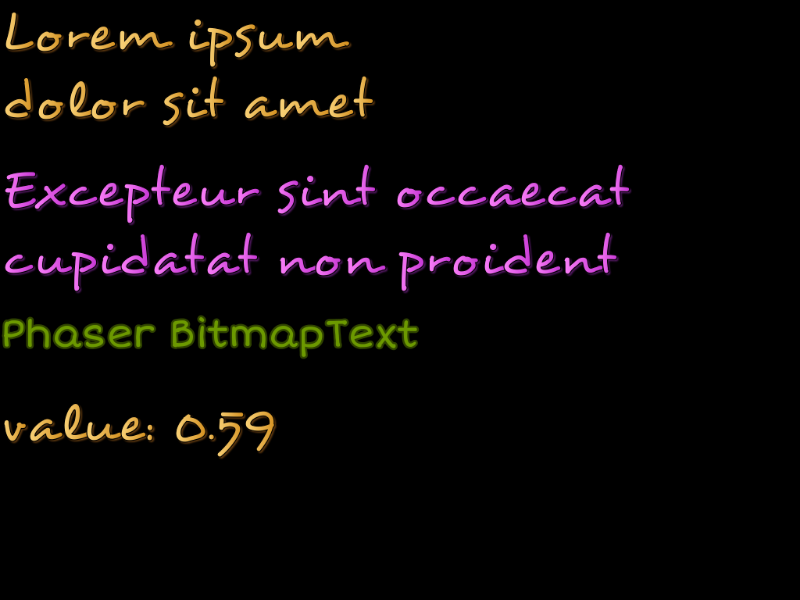 Lorem ipsum
dolor sit amet
Excepteur sint occaecat
cupidatat non proident
Phaser BitmapText
value: 0.59